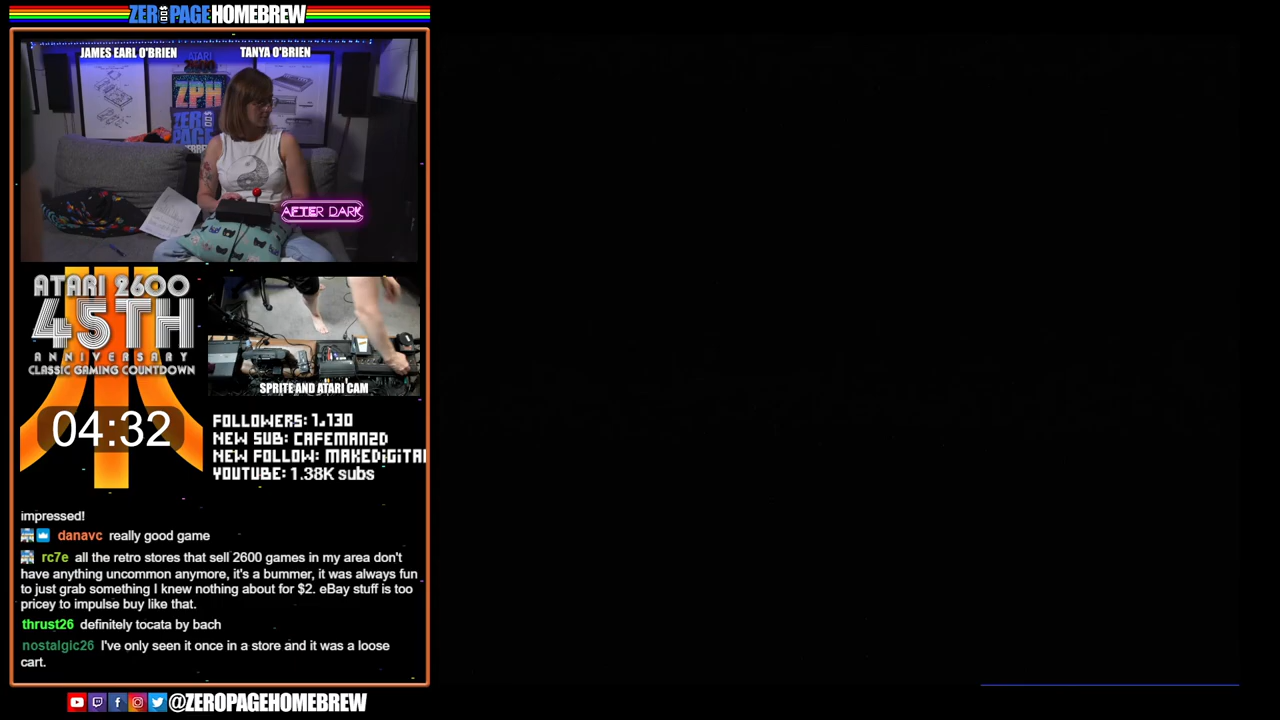 ZEROPAGE HOMEBREW
JAMES EARL O'BRIEN
TANYA O'BRIEN
ATARI
ZPH
ZERO
PAGE
AFTER DARK
ATARI 2600
45TH
ANNIVERSARY
CLASSIC GAMING COUNTDOWN
04:32
SPRITE AND ATARI CAM
FOLLOWERS: 1,130
NEW SUB: CAFEMAN2D
NEW FOLLOW: MAKEDIGITAL
YOUTUBE: 1.38K subs
impressed!
danavc really good game
rc7e all the retro stores that sell 2600 games in my area don't
have anything uncommon anymore, it's a bummer, it was always fun
to just grab something I knew nothing about for $2. eBay stuff is too
pricey to impulse buy like that.
thrust26 definitely tocata by bach
nostalgic26 I've only seen it once in a store and it was a loose
cart.
@ZEROPAGEHOMEBREW